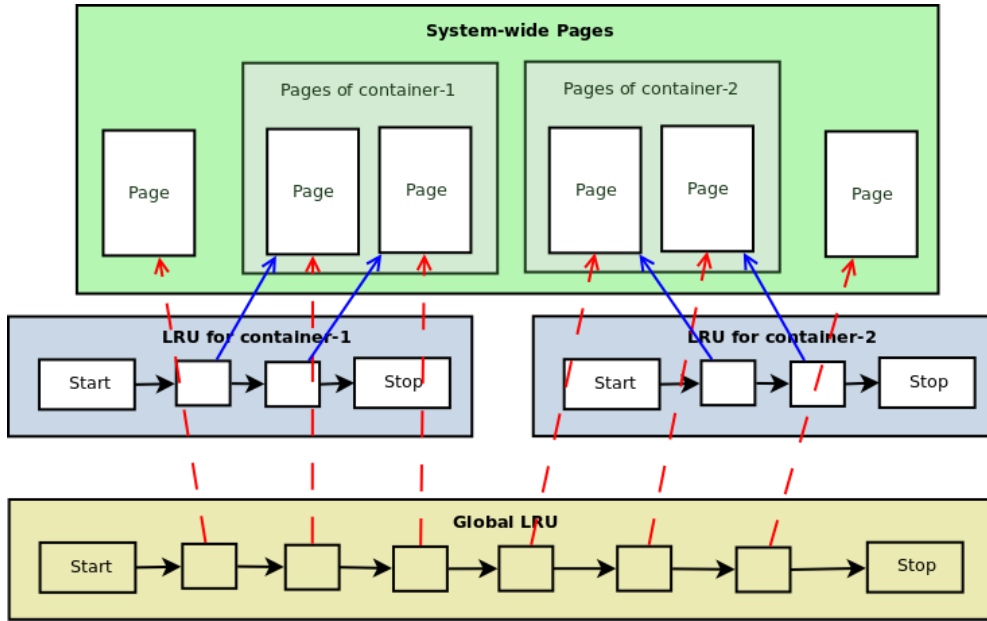 System-wide Pages
Pages of container-1
Pages of container-2
Page
Page
Page
Page
Page
Page
LRU for container-1
Start
Stop
LRU for container-2
Start
Stop
Global LRU
Start
Stop